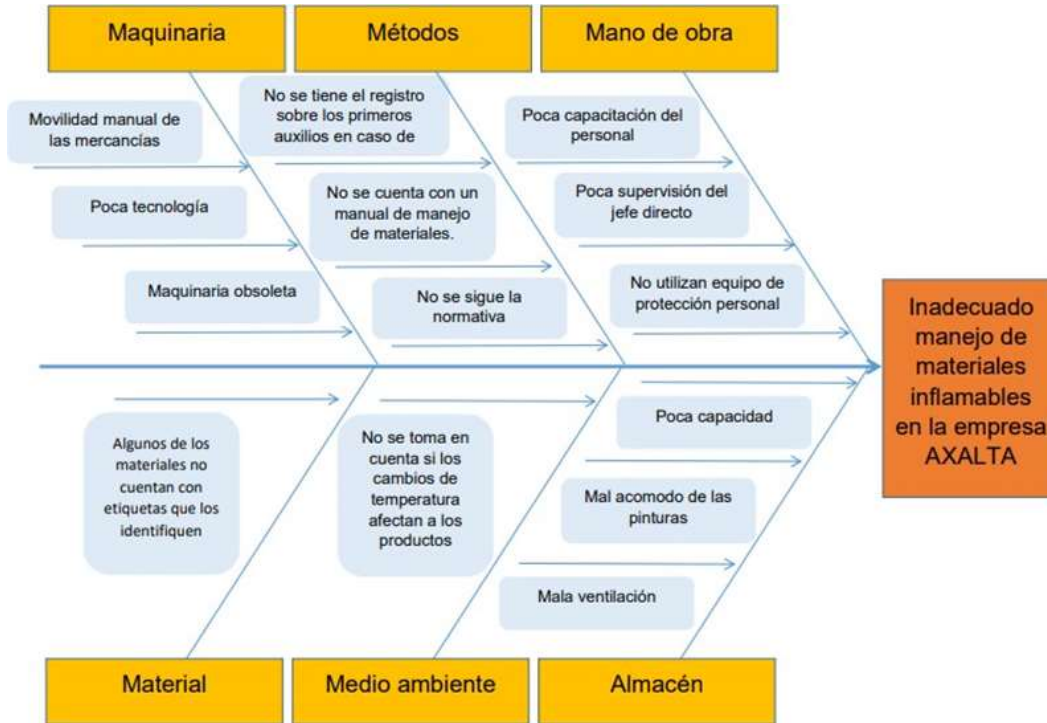 Maquinaria
Métodos
Mano de obra
Movilidad manual de
las mercancías
Poca tecnología
Maquinaria obsoleta
No se tiene el registro
sobre los primeros
auxilios en caso de
No se cuenta con un
manual de manejo
de materiales.
No se sigue la
normativa
Poca capacitación del
personal
Poca supervisión del
jefe directo
No utilizan equipo de
protección personal
Inadecuado
manejo de
materiales
inflamables
en la empresa
AXALTA
Algunos de los
materiales no
cuentan con
etiquetas que los
identifiquen
No se toma en
cuenta si los
cambios de
temperatura
afectan a los
productos
Poca capacidad
Mal acomodo de las
pinturas
Mala ventilación
Material
Medio ambiente
Almacén